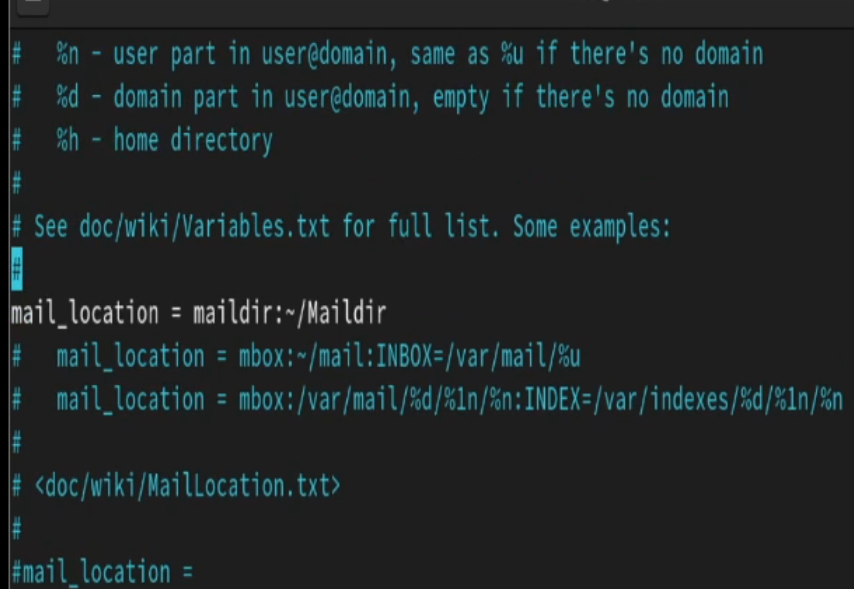 #   %n - user part in user@domain, same as %u if there's no domain
#   %d - domain part in user@domain, empty if there's no domain
#   %h - home directory
#
# See doc/wiki/Variables.txt for full list. Some examples:
#
mail_location = maildir:~/Maildir
#   mail_location = mbox:~/mail:INBOX=/var/mail/%u
#   mail_location = mbox:/var/mail/%d/%1n/%n:INDEX=/var/indexes/%d/%1n/%n
#
# <doc/wiki/MailLocation.txt>
#
#mail_location =